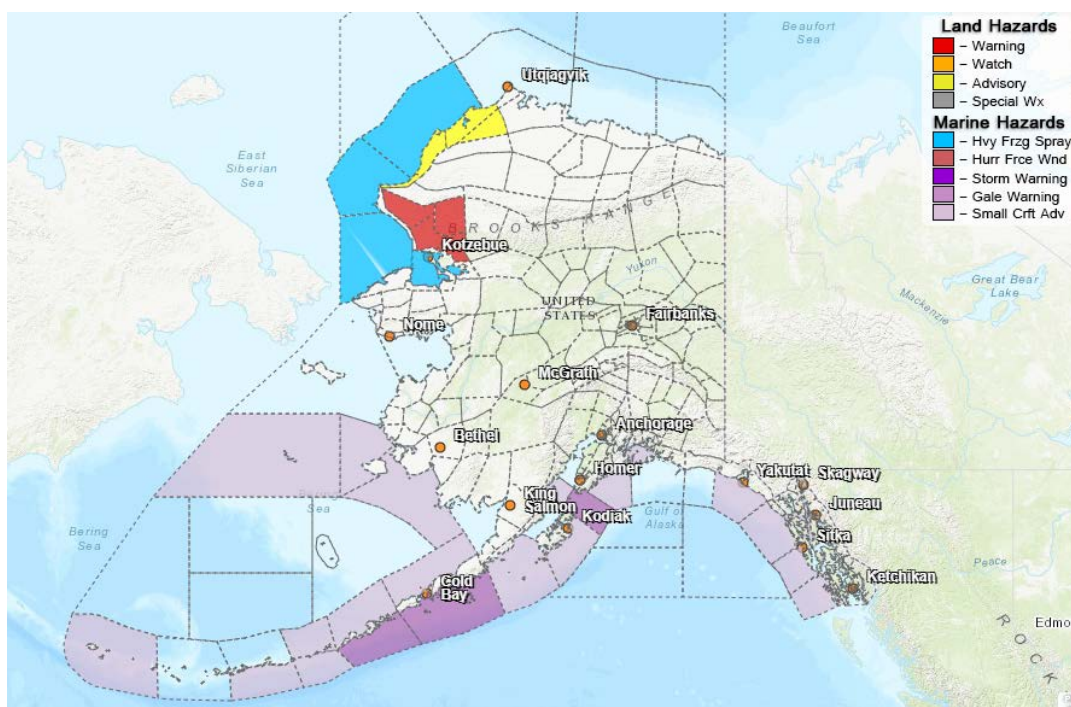 Land Hazards
– Warning
– Watch
– Advisory
– Special Wx
Marine Hazards
– Hvy Frzg Spray
– Hurr Frce Wnd
– Storm Warning
– Gale Warning
– Small Crft Adv
Beaufort
Sea
Utqiagvik
East
Siberian
Sea
BROOKS RANGE
Kotzebue
Yukon
Great Bear
Lake
Mackenzie
UNITED
STATES
Fairbanks
Nome
McGrath
Anchorage
Bethel
Homer
Yakutat
Skagway
King
Salmon
Sea
Juneau
Kodiak
Gulf of
Alaska
Bering
Sea
Sitka
Peace
Cold
Bay
Ketchikan
Edmo
ROCK